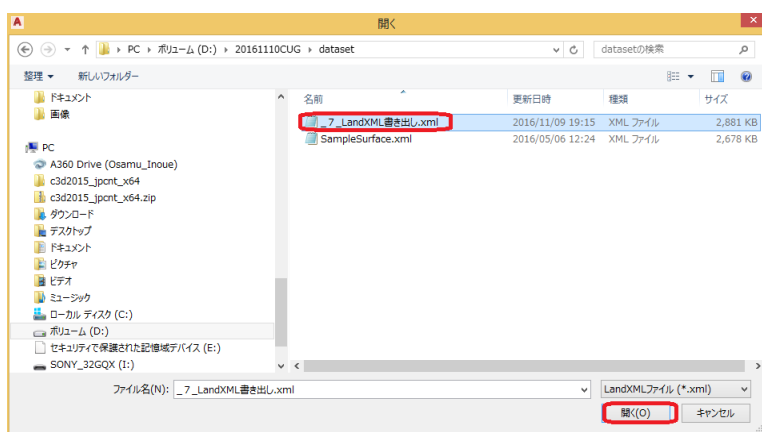 開く
PC ▸ ボリューム (D:) ▸ 20161110CUG ▸ dataset
datasetの検索
整理 ▼ 新しいフォルダー
ドキュメント
画像
PC
A360 Drive (Osamu_Inoue)
c3d2015_jpcnt_x64
c3d2015_jpcnt_x64.zip
ダウンロード
デスクトップ
ドキュメント
ピクチャ
ビデオ
ミュージック
ローカル ディスク (C:)
ボリューム (D:)
セキュリティで保護された記憶域デバイス (E:)
SONY_32GQX (I:)
名前 更新日時 種類 サイズ
_７_LandXML書き出し.xml 2016/11/09 19:15 XML ファイル 2,881 KB
SampleSurface.xml 2016/05/06 12:24 XML ファイル 2,678 KB
ファイル名(N): _７_LandXML書き出し.xml
LandXMLファイル (*.xml)
開く(O) キャンセル